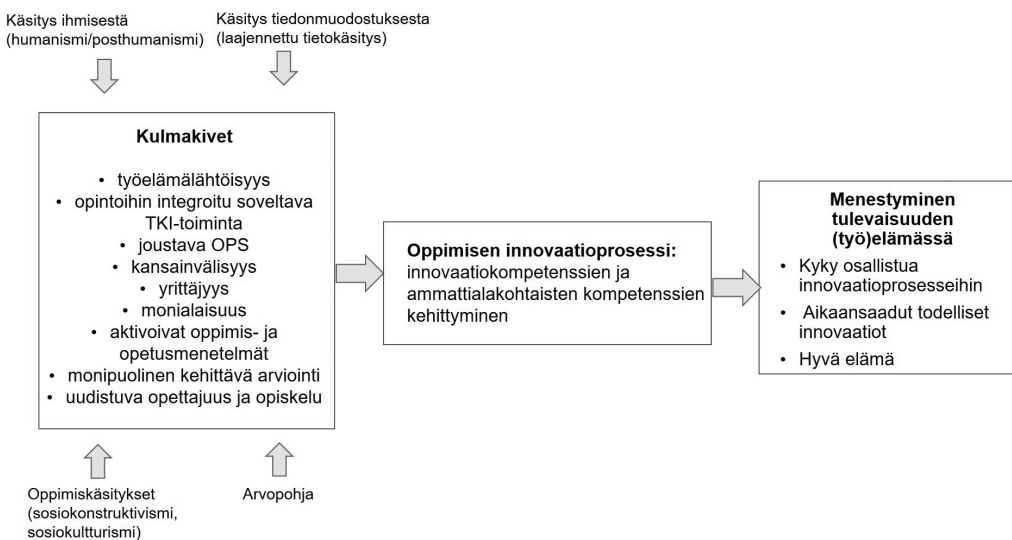 Käsitys ihmisestä
(humanismi/posthumanismi)
Käsitys tiedonmuodostuksesta
(laajennettu tietokäsitys)
Kulmakivet
• työelämälähtöisyys
• opintoihin integroitu soveltava
TKI-toiminta
• joustava OPS
• kansainvälisyys
• yrittäjyys
• monialaisuus
• aktivoivat oppimis- ja
opetusmenetelmät
• monipuolinen kehittävä arviointi
• uudistuva opettajuus ja opiskelu
Oppimiskäsitykset
(sosiokonstruktivismi,
sosiokultturismi)
Arvopohja
Oppimisen innovaatioprosessi:
innovaatiokompetenssien ja
ammattialakohtaisten kompetenssien
kehittyminen
Menestyminen
tulevaisuuden
(työ)elämässä
• Kyky osallistua
innovaatioprosesseihin
• Aikaansaadut todelliset
innovaatiot
• Hyvä elämä